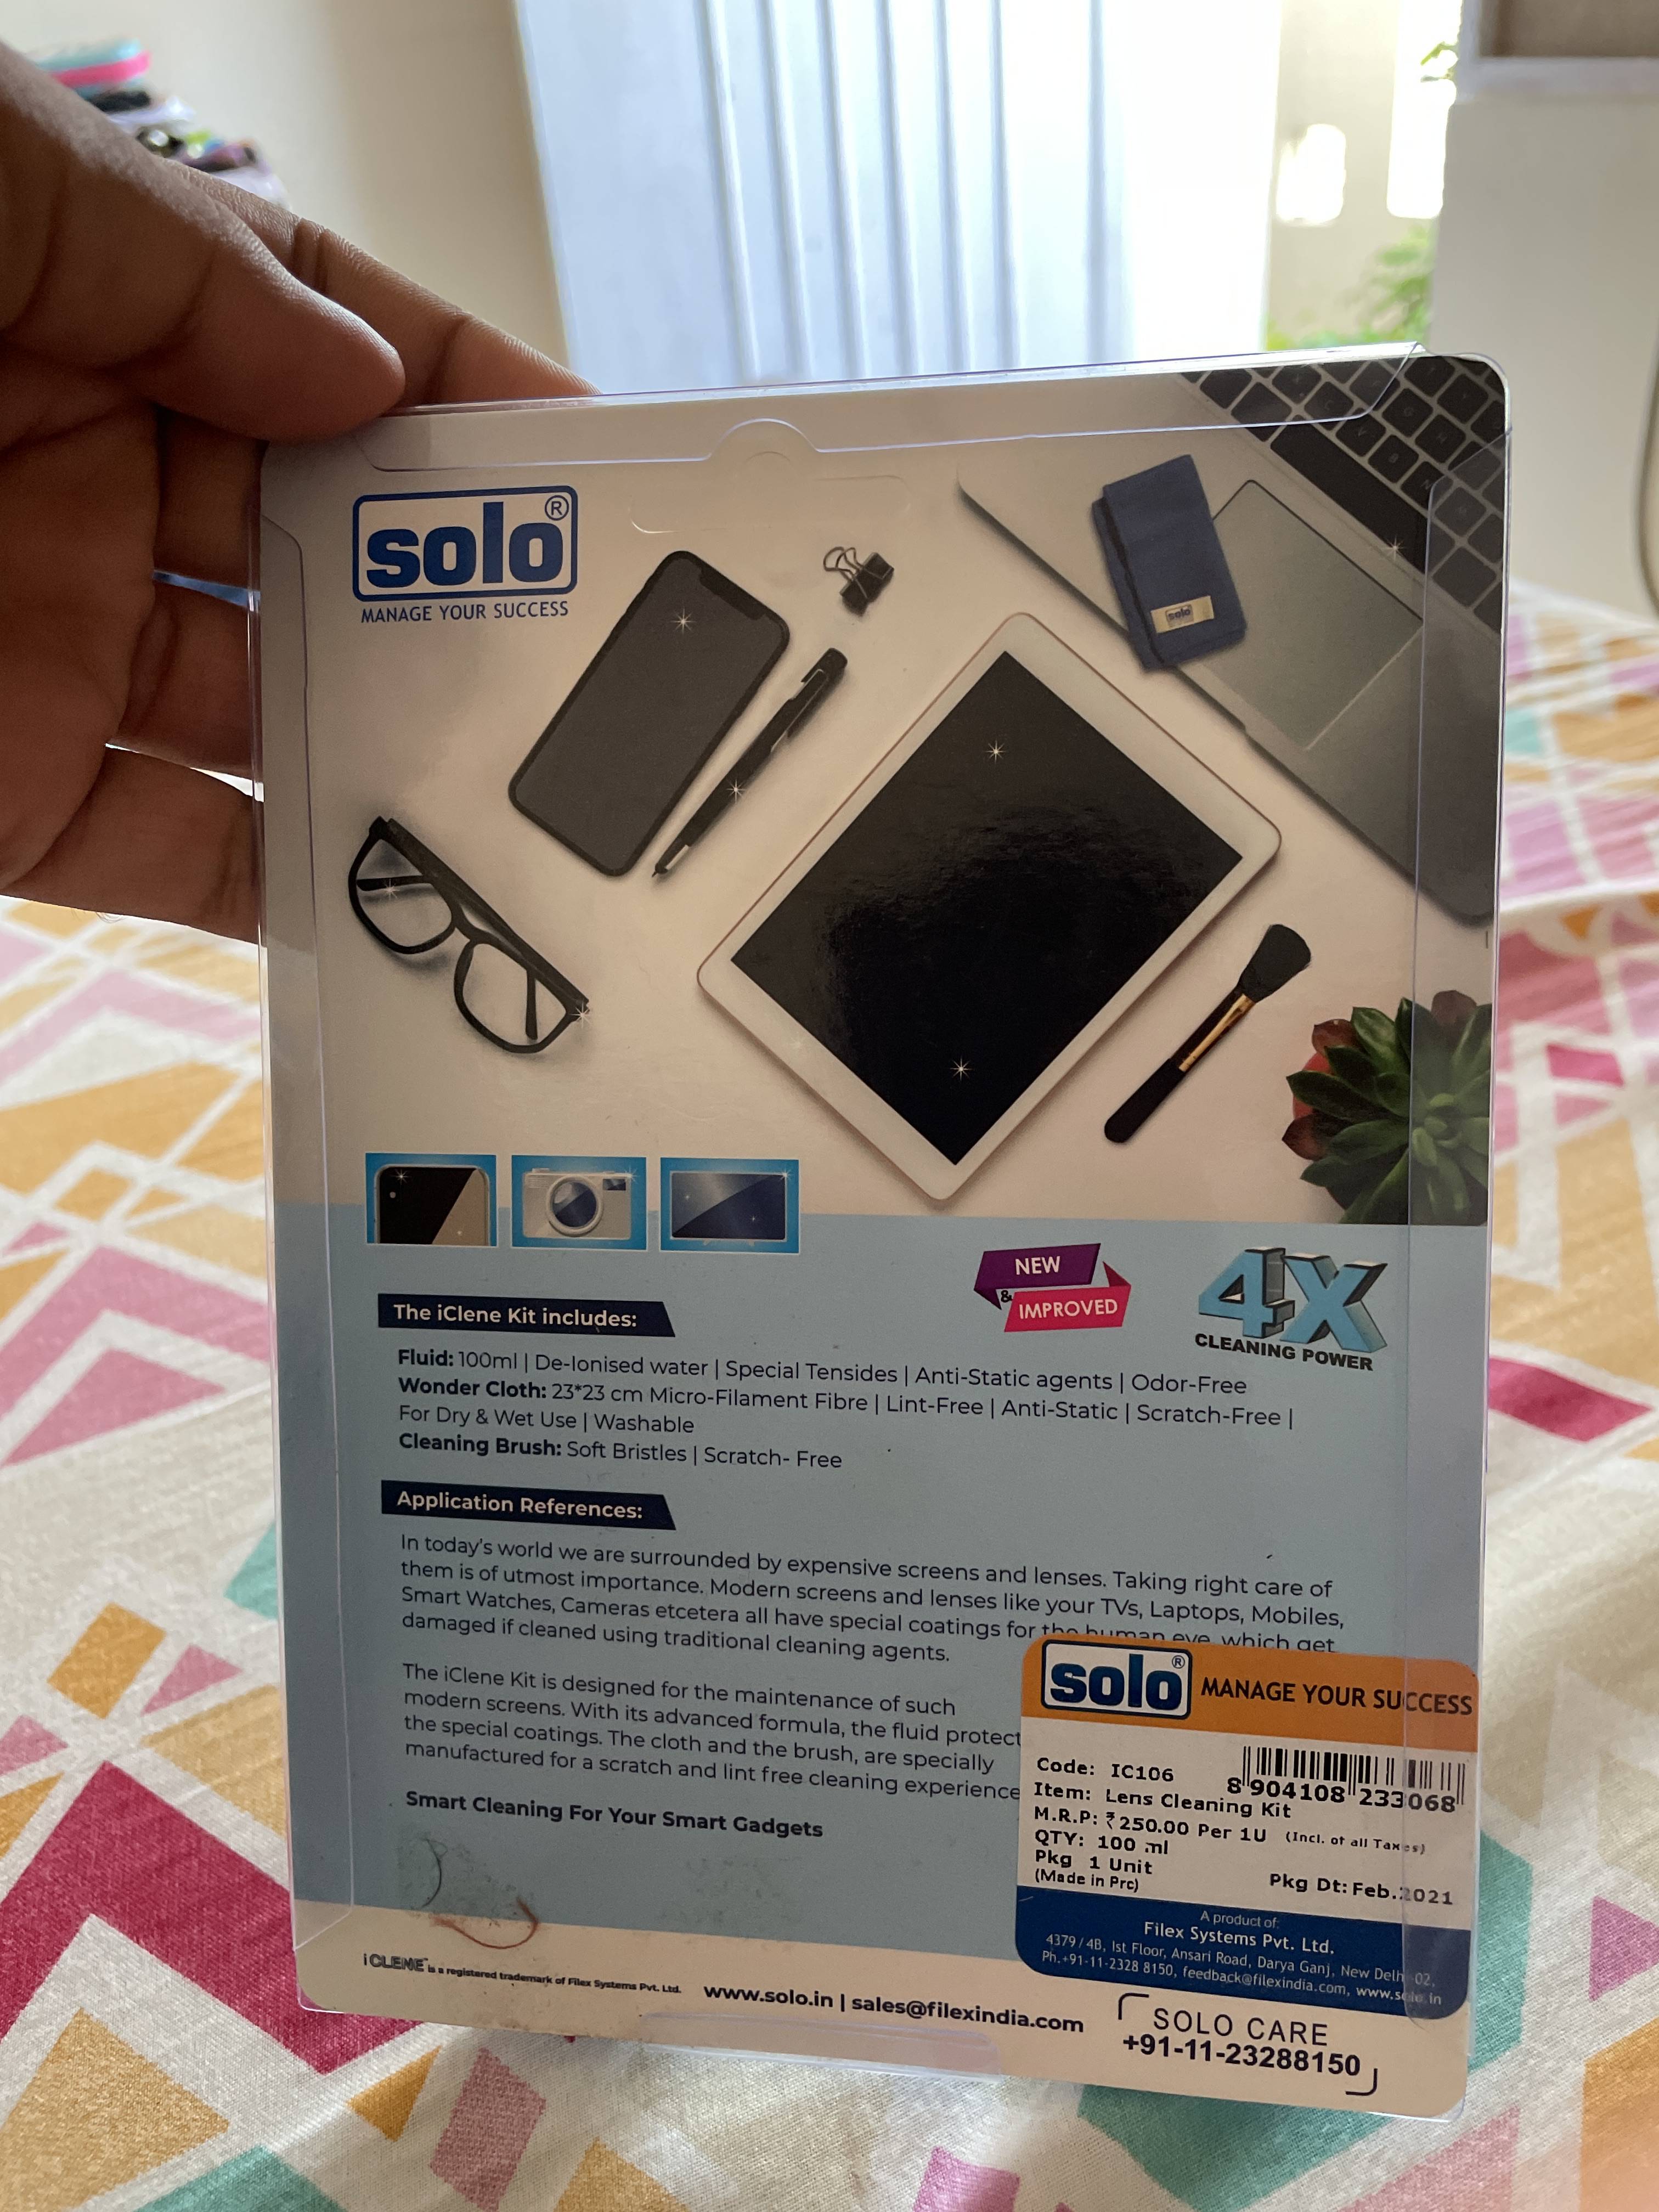 solo®
MANAGE YOUR SUCCESS
solo
NEW
&
IMPROVED
4X
CLEANING POWER
The iClene Kit includes:
Fluid: 100ml | De-Ionised water | Special Tensides | Anti-Static agents | Odor-Free
Wonder Cloth: 23*23 cm Micro-Filament Fibre | Lint-Free | Anti-Static | Scratch-Free |
For Dry & Wet Use | Washable
Cleaning Brush: Soft Bristles | Scratch- Free
Application References:
In today's world we are surrounded by expensive screens and lenses. Taking right care of
them is of utmost importance. Modern screens and lenses like your TVs, Laptops, Mobiles,
Smart Watches, Cameras etcetera all have special coatings for the human eye, which get
damaged if cleaned using traditional cleaning agents.
The iClene Kit is designed for the maintenance of such
modern screens. With its advanced formula, the fluid protect
the special coatings. The cloth and the brush, are specially
manufactured for a scratch and lint free cleaning experience
Smart Cleaning For Your Smart Gadgets
solo® MANAGE YOUR SUCCESS
Code: IC106
8 904108 233068
Item: Lens Cleaning Kit
M.R.P: ₹250.00 Per 1U (Incl. of all Taxes)
QTY: 100 ml
Pkg 1 Unit
(Made in Prc)
Pkg Dt: Feb.2021
A product of:
Filex Systems Pvt. Ltd.
4379/4B, Ist Floor, Ansari Road, Darya Ganj, New Delh 02,
Ph.+91-11-2328 8150, feedback@filexindia.com, www.solo.in
iCLENE™ is a registered trademark of Filex Systems Pvt. Ltd.
www.solo.in | sales@filexindia.com
SOLO CARE
+91-11-23288150